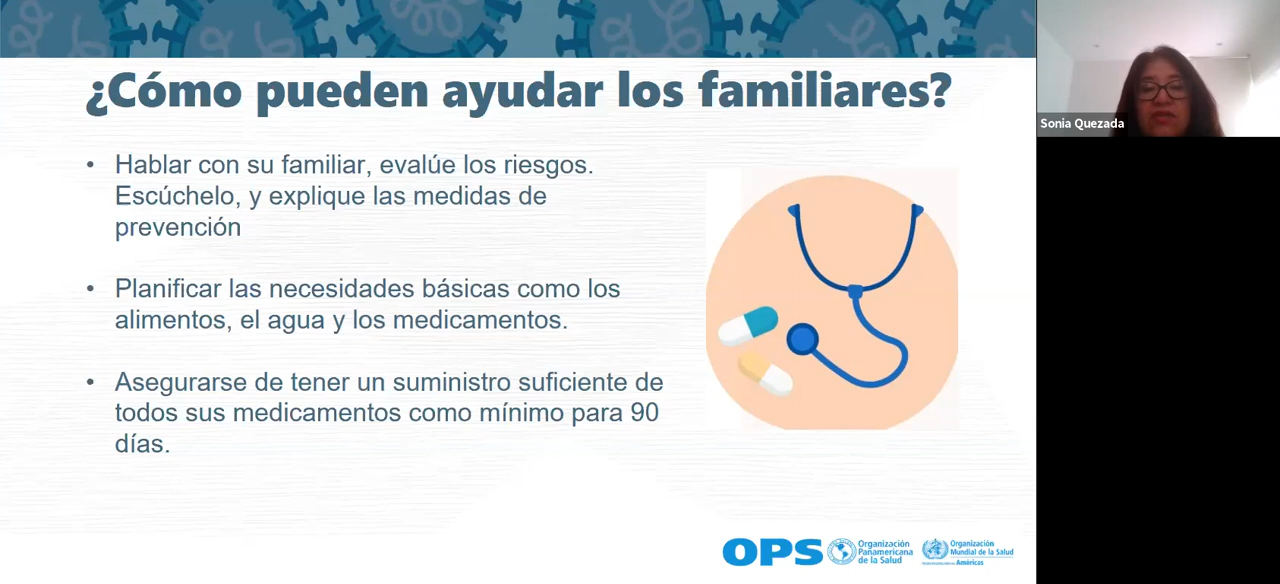 ¿Cómo pueden ayudar los familiares?
• Hablar con su familiar, evalúe los riesgos.
Escúchelo, y explique las medidas de
prevención
• Planificar las necesidades básicas como los
alimentos, el agua y los medicamentos.
• Asegurarse de tener un suministro suficiente de
todos sus medicamentos como mínimo para 90
días.
Sonia Quezada
OPS
Organización
Panamericana
de la Salud
Organización
Mundial de la Salud
Américas